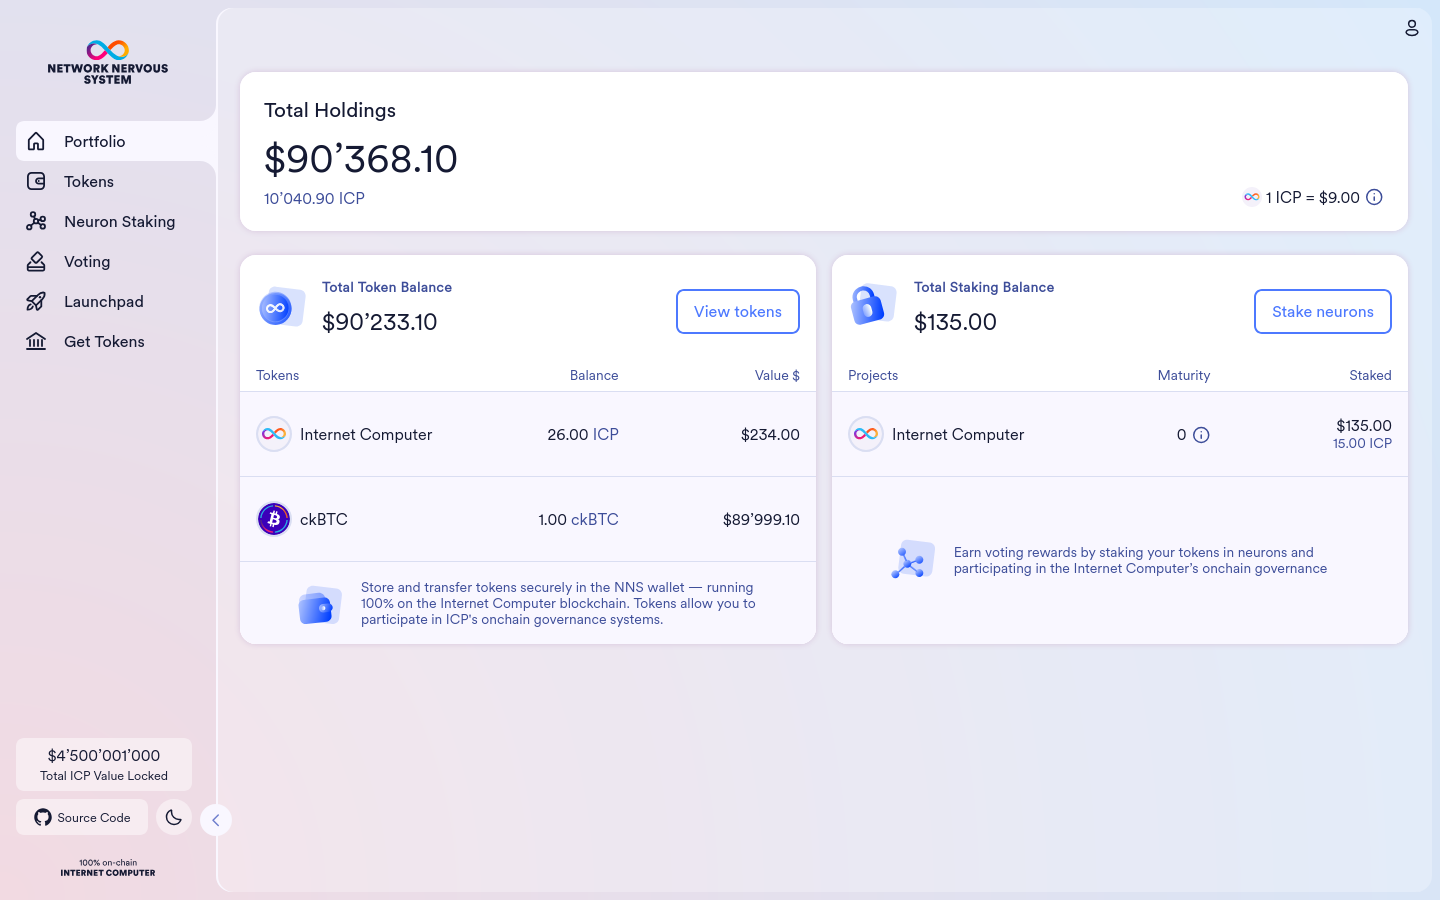 NETWORK NERVOUS
SYSTEM
Portfolio
Tokens
Neuron Staking
Voting
Launchpad
Get Tokens
$4’500’001’000
Total ICP Value Locked
Source Code
100% on-chain
INTERNET COMPUTER
Total Holdings
$90’368.10
10’040.90 ICP
1 ICP = $9.00
Total Token Balance
$90’233.10
View tokens
Tokens Balance Value $
Internet Computer 26.00 ICP $234.00
ckBTC 1.00 ckBTC $89’999.10
Store and transfer tokens securely in the NNS wallet — running
100% on the Internet Computer blockchain. Tokens allow you to
participate in ICP's onchain governance systems.
Total Staking Balance
$135.00
Stake neurons
Projects Maturity Staked
Internet Computer 0 $135.00
15.00 ICP
Earn voting rewards by staking your tokens in neurons and
participating in the Internet Computer's onchain governance